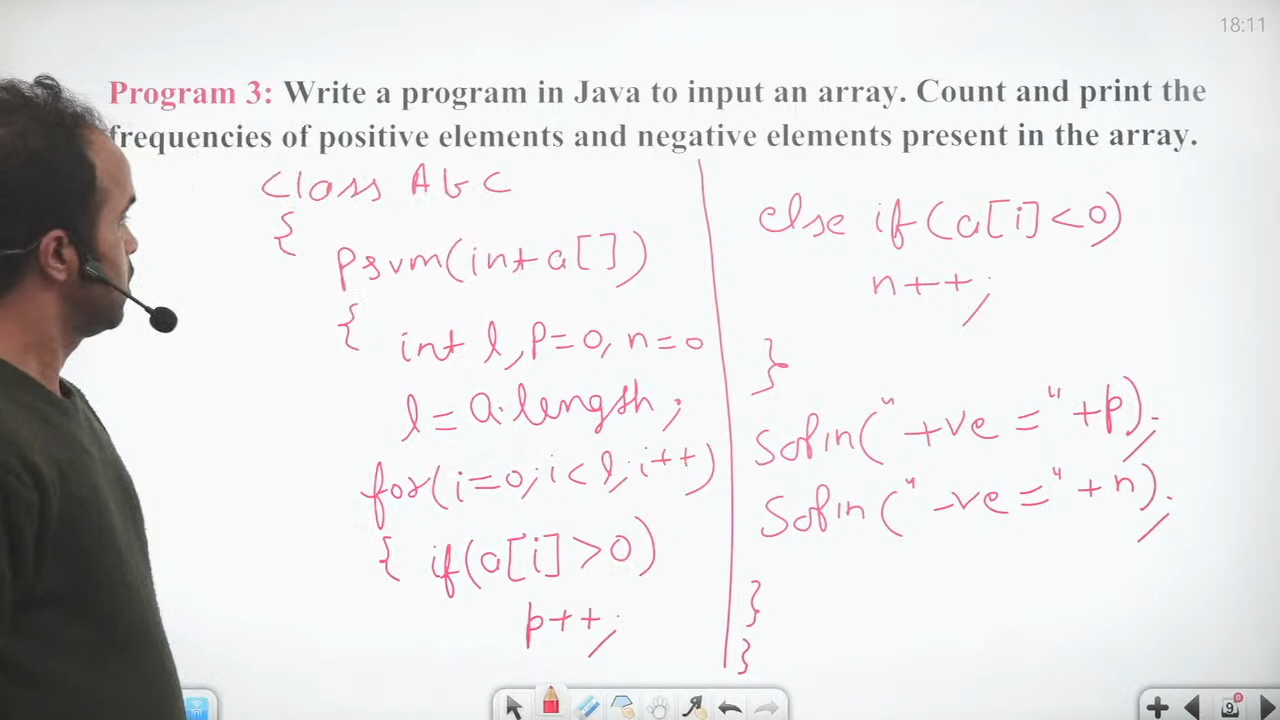 18:11
Program 3: Write a program in Java to input an array. Count and print the
frequencies of positive elements and negative elements present in the array.
Class Abc
{
psvm(int a[])
{
int l, p=0, n=0
l=a.length;
for(i=0;i<l;i++)
{ if(a[i]>0)
p++;
else if(a[i]<0)
n++;
}
Sopln("+ve="+p);
Sopln("-ve="+n);
}
}
9